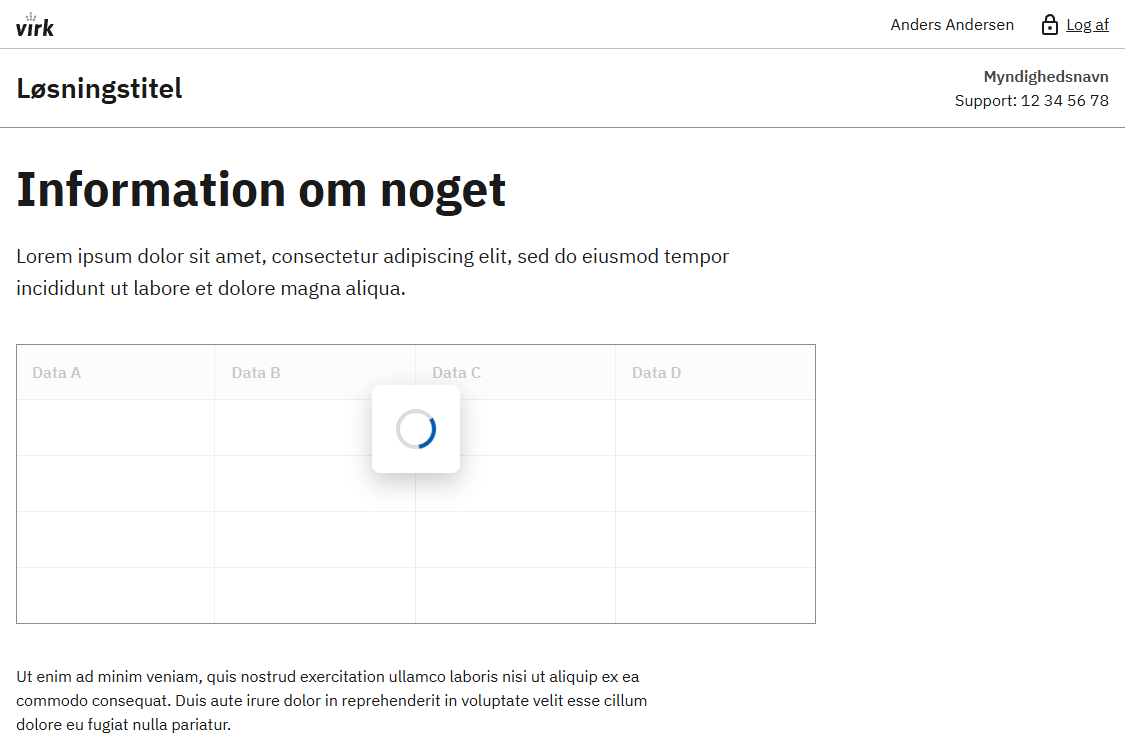 virk
Anders Andersen
Log af
Løsningstitel
Myndighedsnavn
Support: 12 34 56 78
Information om noget
Lorem ipsum dolor sit amet, consectetur adipiscing elit, sed do eiusmod tempor
incididunt ut labore et dolore magna aliqua.
Data A
Data B
Data C
Data D
Ut enim ad minim veniam, quis nostrud exercitation ullamco laboris nisi ut aliquip ex ea
commodo consequat. Duis aute irure dolor in reprehenderit in voluptate velit esse cillum
dolore eu fugiat nulla pariatur.